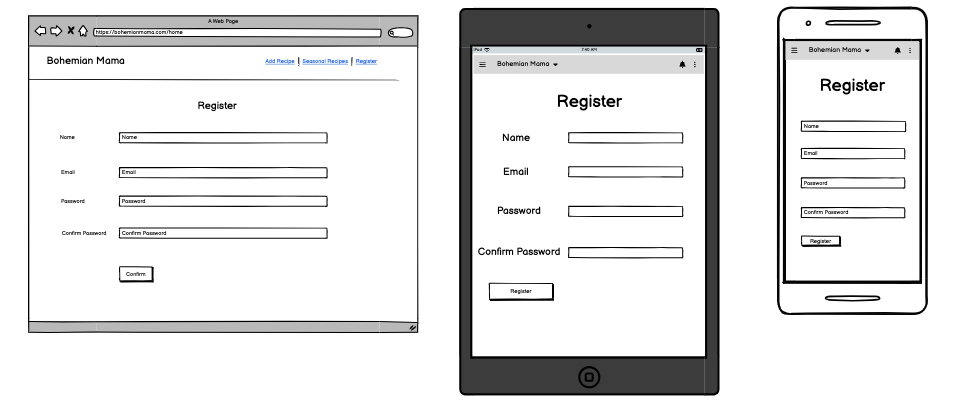 A Web Page
https://bohemianmama.com/home
Bohemian Mama
Add Recipe | Seasonal Recipes | Register
Register
Name
Name
Email
Email
Password
Password
Confirm Password
Confirm Password
Confirm
iPad
7:60 AM
Bohemian Mama
Register
Name
Email
Password
Confirm Password
Register
Bohemian Mama
Register
Name
Email
Password
Confirm Password
Register